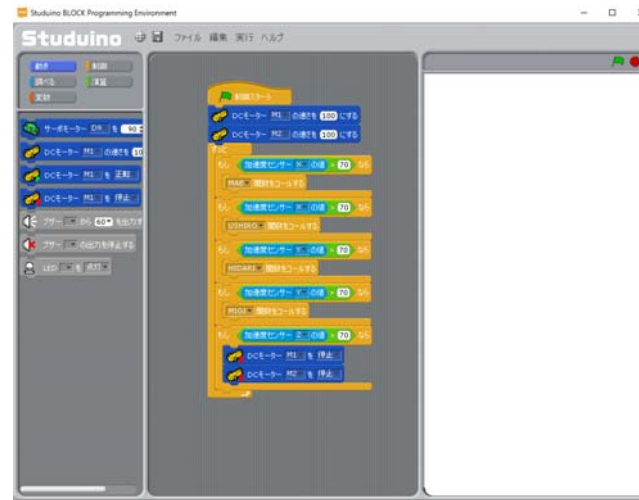 Studuino BLOCK Programming Environment
Studuino
ファイル 編集 実行 ヘルプ
動き 制御
調べる 演算
変数
サーボモーター D9 を 90
DCモーター M1 の速さを 10
DCモーター M1 を 正転
DCモーター M1 を 停止
ブザー から 60 を出力す
ブザー の出力を停止する
LED を 点灯
制御スタート
DCモーター M1 の速さを 100 にする
DCモーター M2 の速さを 100 にする
ずっと
もし 加速度センサー X の値 > 70 なら
MAE 関数をコールする
もし 加速度センサー X の値 > 70 なら
USHIRO 関数をコールする
もし 加速度センサー Y の値 > 70 なら
HIDARI 関数をコールする
もし 加速度センサー Y の値 > 70 なら
MIGI 関数をコールする
もし 加速度センサー Z の値 > 70 なら
DCモーター M1 を 停止
DCモーター M2 を 停止